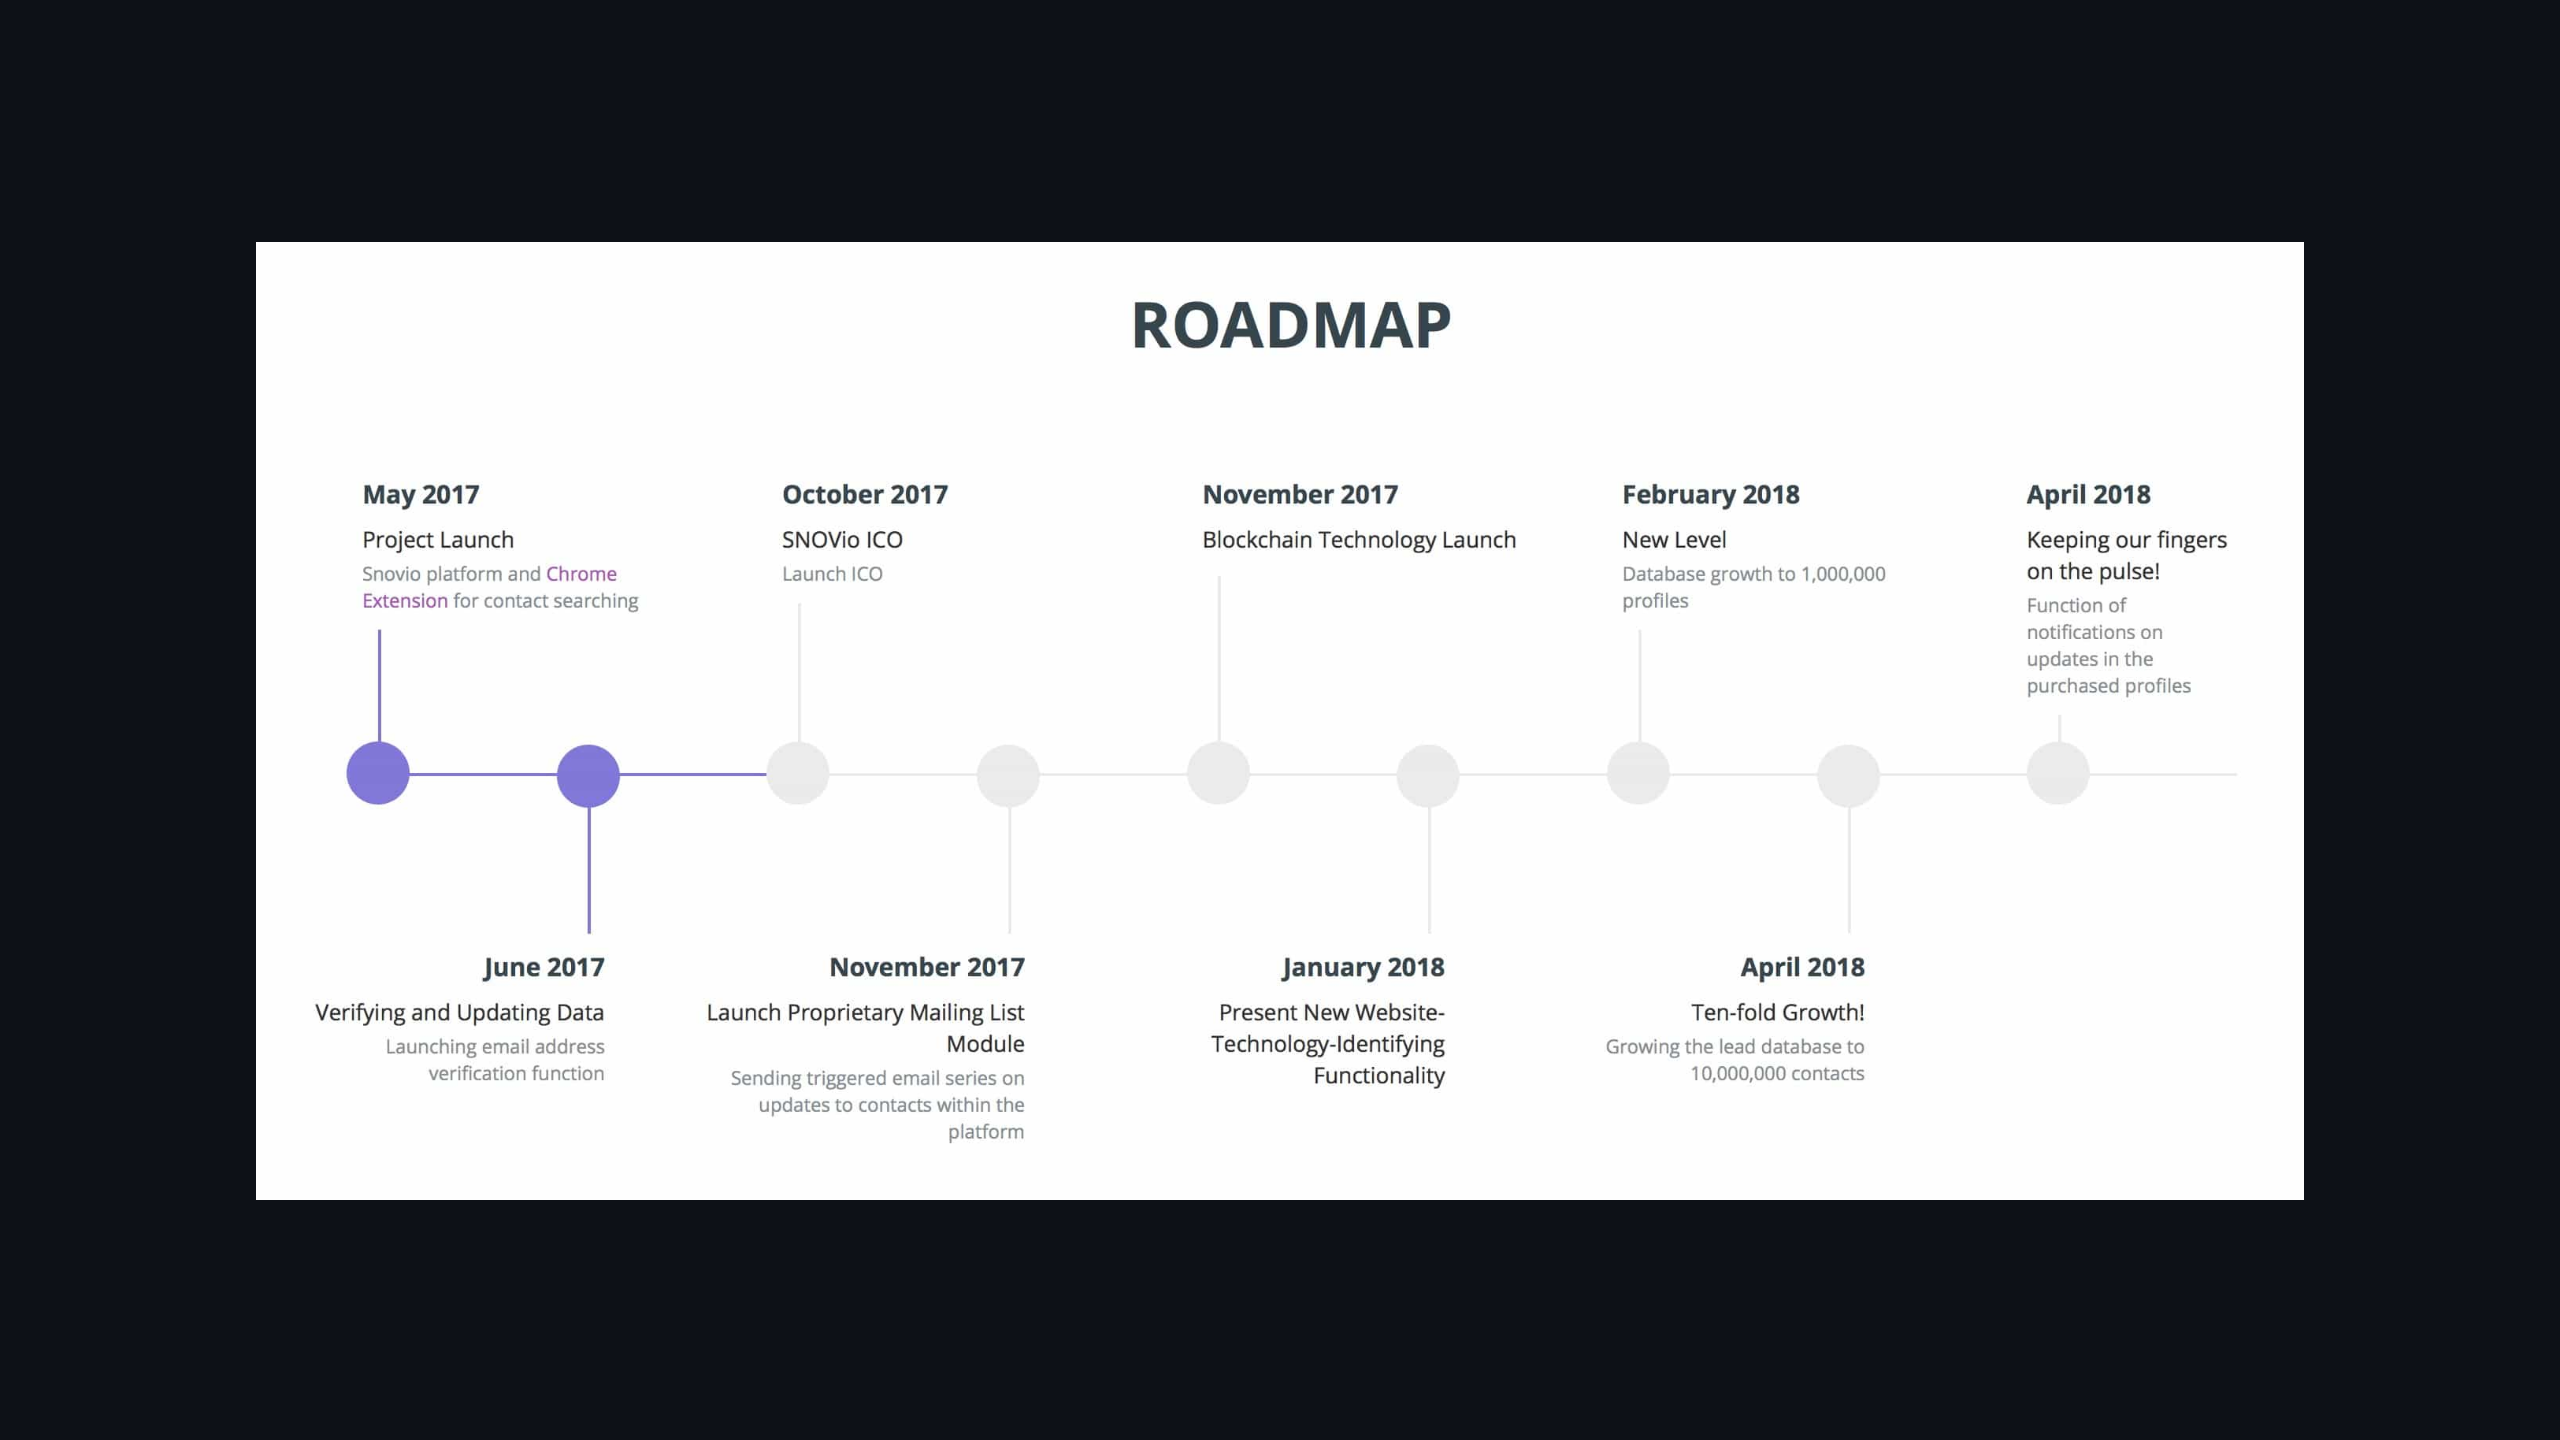 ROADMAP
May 2017
Project Launch
Snovio platform and Chrome
Extension for contact searching
October 2017
SNOVio ICO
Launch ICO
November 2017
Blockchain Technology Launch
February 2018
New Level
Database growth to 1,000,000
profiles
April 2018
Keeping our fingers
on the pulse!
Function of
notifications on
updates in the
purchased profiles
June 2017
Verifying and Updating Data
Launching email address
verification function
November 2017
Launch Proprietary Mailing List
Module
Sending triggered email series on
updates to contacts within the
platform
January 2018
Present New Website-
Technology-Identifying
Functionality
April 2018
Ten-fold Growth!
Growing the lead database to
10,000,000 contacts